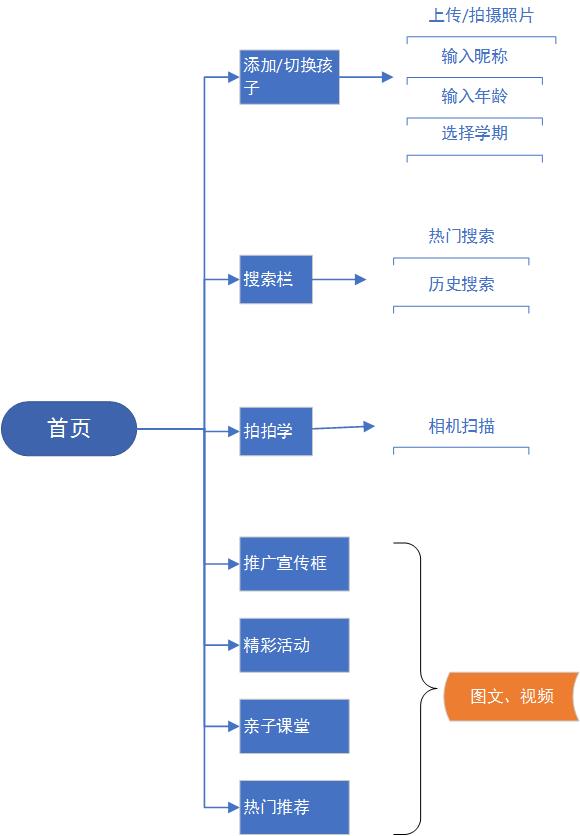 上传/拍摄照片
添加/切换孩
子
输入昵称
输入年龄
选择学期
热门搜索
搜索栏
历史搜索
首页
拍拍学
相机扫描
推广宣传框
精彩活动
图文、视频
亲子课堂
热门推荐